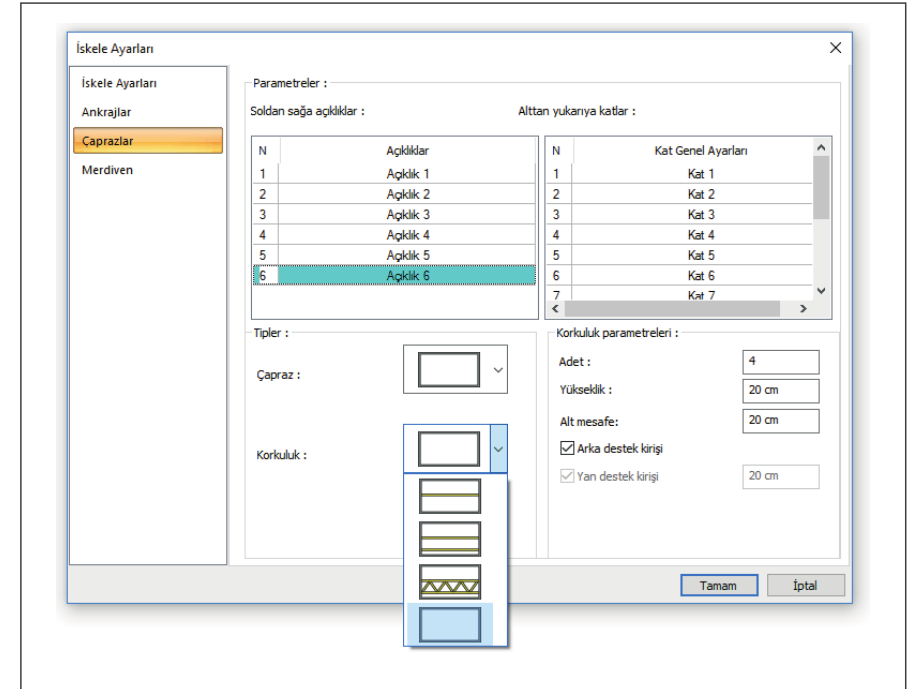 İskele Ayarları
İskele Ayarları
Ankrajlar
Çaprazlar
Merdiven
Parametreler :
Soldan sağa açıklıklar :
Alttan yukarıya katlar :
N Açıklıklar
1 Açıklık 1
2 Açıklık 2
3 Açıklık 3
4 Açıklık 4
5 Açıklık 5
6 Açıklık 6
N Kat Genel Ayarları
1 Kat 1
2 Kat 2
3 Kat 3
4 Kat 4
5 Kat 5
6 Kat 6
7 Kat 7
Tipler :
Çapraz :
Korkuluk :
Korkuluk parametreleri :
Adet : 4
Yükseklik : 20 cm
Alt mesafe: 20 cm
Arka destek kirişi
Yan destek kirişi 20 cm
Tamam İptal